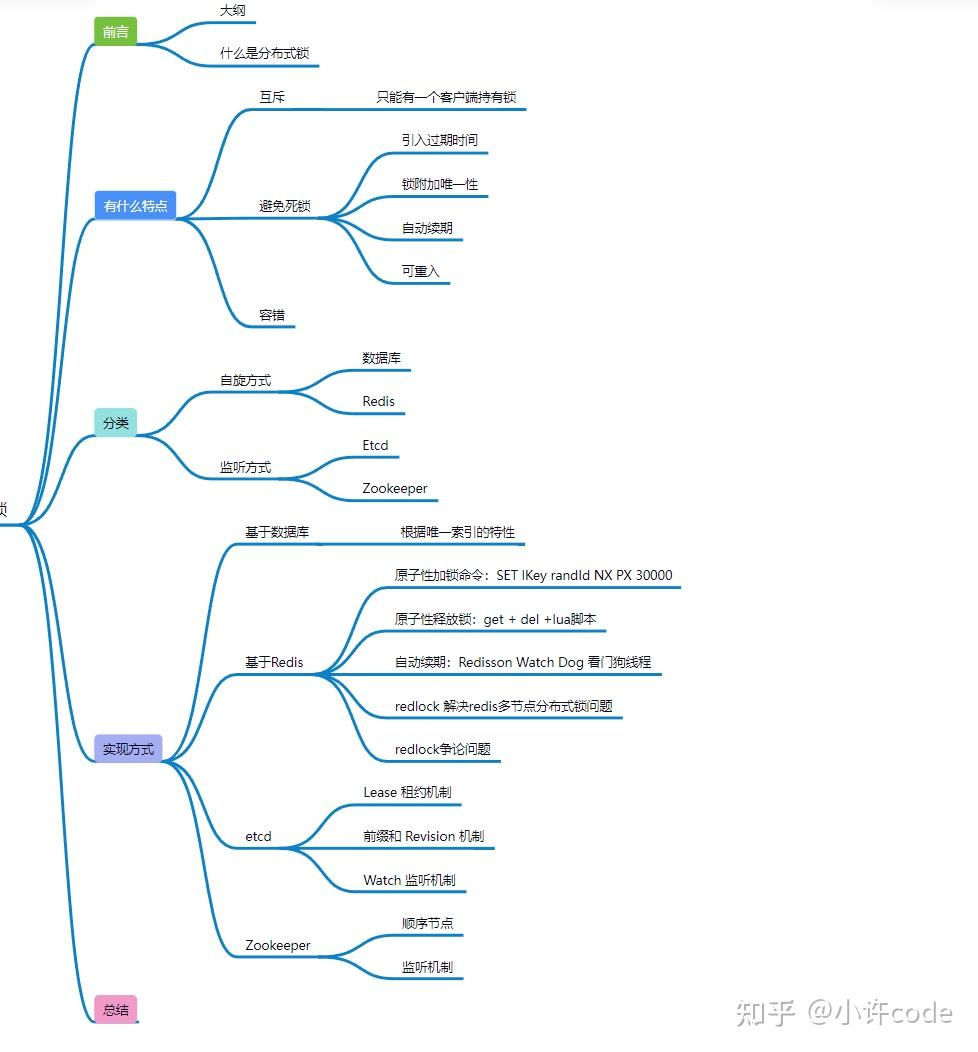 前言
大纲
什么是分布式锁
有什么特点
互斥
只能有一个客户端持有锁
避免死锁
引入过期时间
锁附加唯一性
自动续期
可重入
容错
分类
自旋方式
数据库
Redis
监听方式
Etcd
Zookeeper
实现方式
基于数据库
根据唯一索引的特性
基于Redis
原子性加锁命令：SET lKey randId NX PX 30000
原子性释放锁：get + del +lua脚本
自动续期：Redisson Watch Dog 看门狗线程
redlock 解决redis多节点分布式锁问题
redlock争论问题
etcd
Lease 租约机制
前缀和 Revision 机制
Watch 监听机制
Zookeeper
顺序节点
监听机制
总结
知乎 @小许code